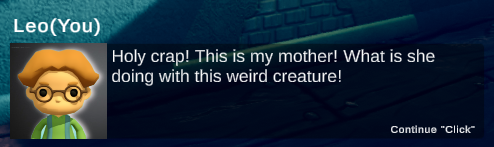 Leo(You)
Holy crap! This is my mother! What is she
doing with this weird creature!
Continue "Click"